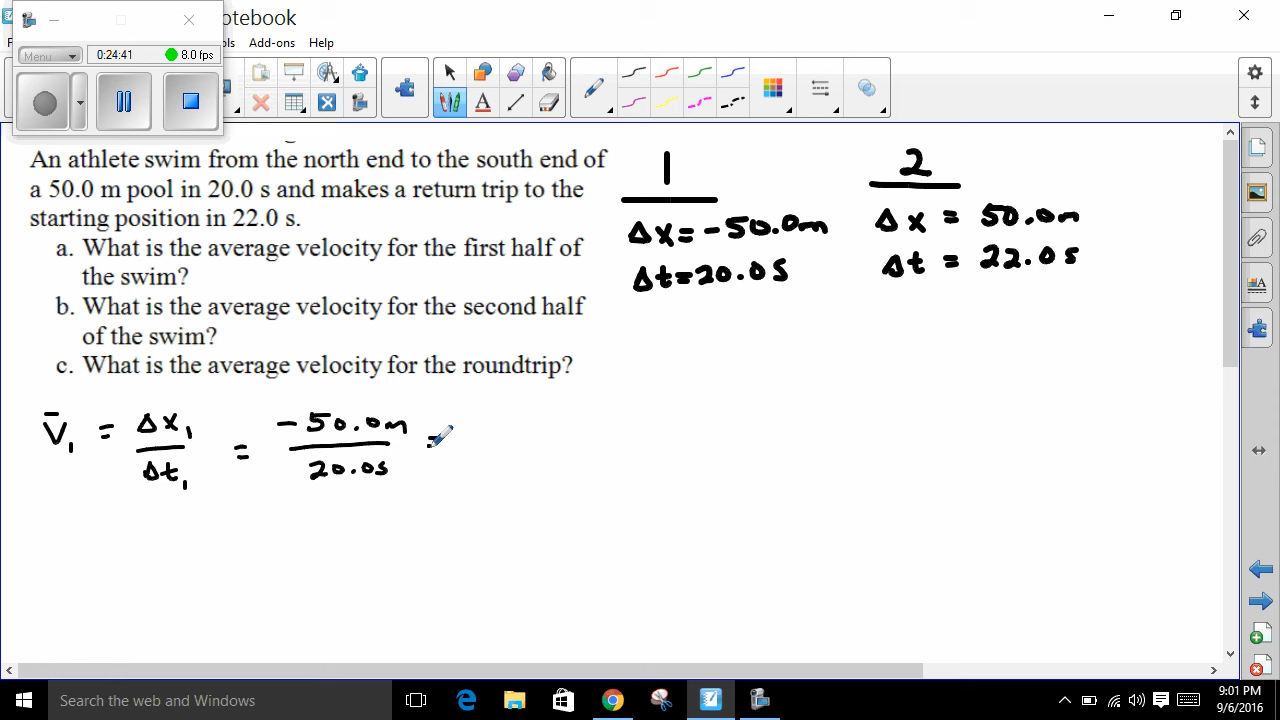 otebook
Menu
0:24:41
8.0 fps
ols Add-ons Help
An athlete swim from the north end to the south end of
a 50.0 m pool in 20.0 s and makes a return trip to the
starting position in 22.0 s.
a. What is the average velocity for the first half of
the swim?
b. What is the average velocity for the second half
of the swim?
c. What is the average velocity for the roundtrip?
1
Δx = -50.0m
Δt = 20.0s
2
Δx = 50.0m
Δt = 22.0s
V̄₁ = Δx₁ / Δt₁ = -50.0m / 20.0s =
Search the web and Windows
9:01 PM
9/6/2016